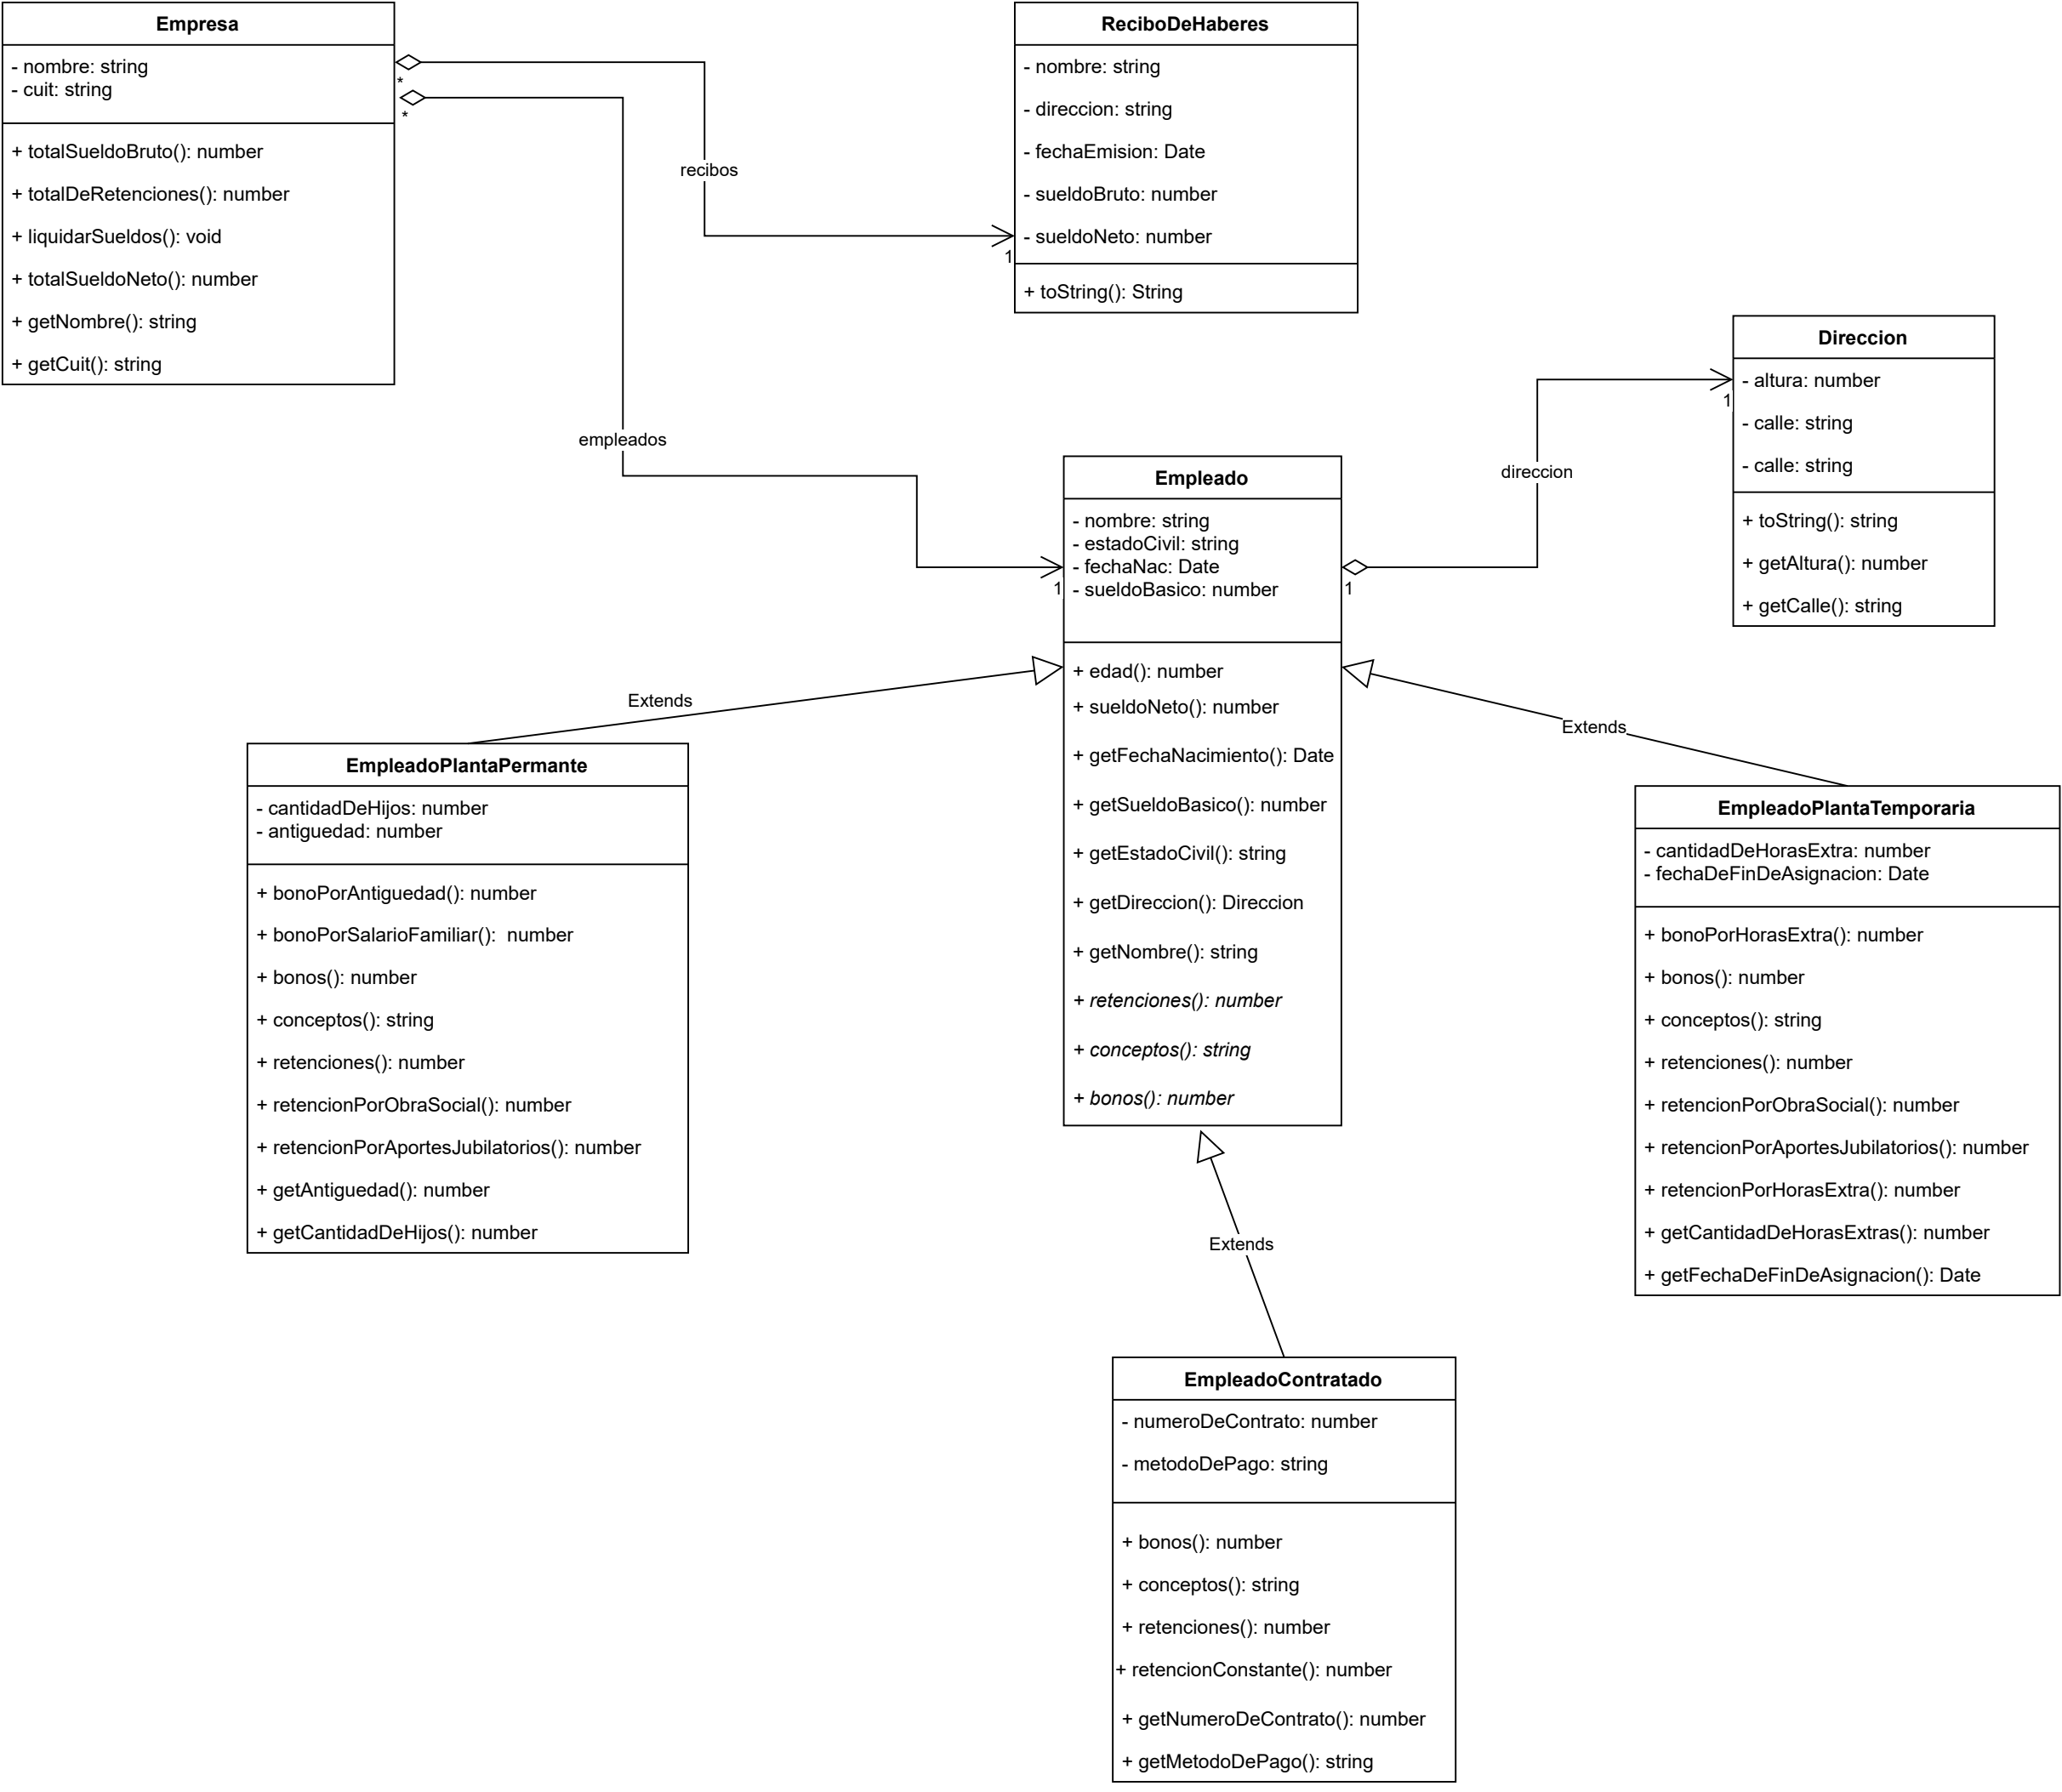 Empresa
- nombre: string
- cuit: string
+ totalSueldoBruto(): number
+ totalDeRetenciones(): number
+ liquidarSueldos(): void
+ totalSueldoNeto(): number
+ getNombre(): string
+ getCuit(): string
*
*
recibos
1
empleados
1
ReciboDeHaberes
- nombre: string
- direccion: string
- fechaEmision: Date
- sueldoBruto: number
- sueldoNeto: number
+ toString(): String
Direccion
- altura: number
- calle: string
- calle: string
+ toString(): string
+ getAltura(): number
+ getCalle(): string
1
direccion
1
Empleado
- nombre: string
- estadoCivil: string
- fechaNac: Date
- sueldoBasico: number
+ edad(): number
+ sueldoNeto(): number
+ getFechaNacimiento(): Date
+ getSueldoBasico(): number
+ getEstadoCivil(): string
+ getDireccion(): Direccion
+ getNombre(): string
+ retenciones(): number
+ conceptos(): string
+ bonos(): number
Extends
Extends
Extends
EmpleadoPlantaPermante
- cantidadDeHijos: number
- antiguedad: number
+ bonoPorAntiguedad(): number
+ bonoPorSalarioFamiliar():  number
+ bonos(): number
+ conceptos(): string
+ retenciones(): number
+ retencionPorObraSocial(): number
+ retencionPorAportesJubilatorios(): number
+ getAntiguedad(): number
+ getCantidadDeHijos(): number
EmpleadoPlantaTemporaria
- cantidadDeHorasExtra: number
- fechaDeFinDeAsignacion: Date
+ bonoPorHorasExtra(): number
+ bonos(): number
+ conceptos(): string
+ retenciones(): number
+ retencionPorObraSocial(): number
+ retencionPorAportesJubilatorios(): number
+ retencionPorHorasExtra(): number
+ getCantidadDeHorasExtras(): number
+ getFechaDeFinDeAsignacion(): Date
EmpleadoContratado
- numeroDeContrato: number
- metodoDePago: string
+ bonos(): number
+ conceptos(): string
+ retenciones(): number
+ retencionConstante(): number
+ getNumeroDeContrato(): number
+ getMetodoDePago(): string